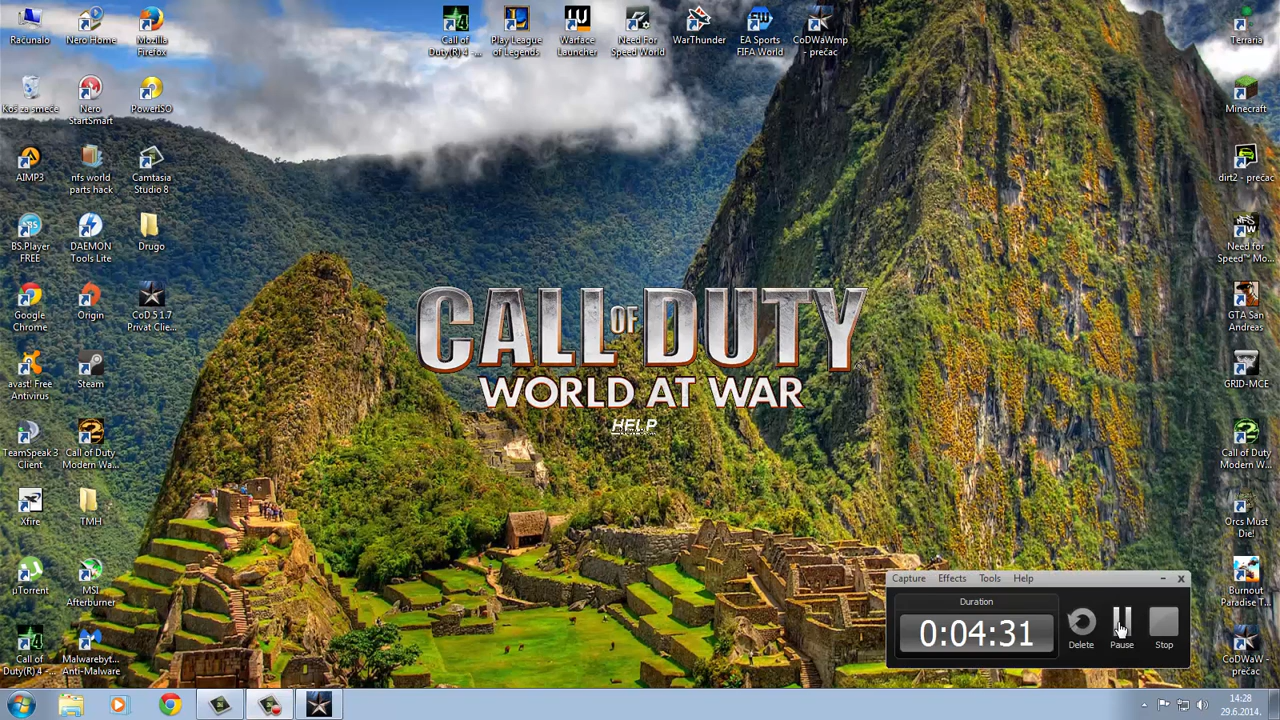 Računalo
Nero Home
Mozilla
Firefox
Call of
Duty(R) 4 -...
Play League
of Legends
Warface
Launcher
Need For
Speed World
WarThunder
EA Sports
FIFA World
CoDWaWmp
- prečac
Terraria
Koš za smeće
Nero
StartSmart
PowerISO
Minecraft
AIMP3
nfs world
parts hack
Camtasia
Studio 8
dirt2 - prečac
BS.Player
FREE
DAEMON
Tools Lite
Drugo
Need for
Speed™ Mo...
Google
Chrome
Origin
CoD 5 1.7
Privat Clie...
GTA San
Andreas
CALL OF DUTY
WORLD AT WAR
HELP
avast! Free
Antivirus
Steam
GRID-MCE
TeamSpeak 3
Client
Call of Duty
Modern Wa...
Call of Duty
Modern W...
Xfire
TMH
Orcs Must
Die!
µTorrent
MSI
Afterburner
Burnout
Paradise T...
Call of
Duty(R) 4 -...
Malwarebyt...
Anti-Malware
CoDWaW -
prečac
Capture Effects Tools Help
Duration
0:04:31
Delete
Pause
Stop
14:28
29.6.2014.